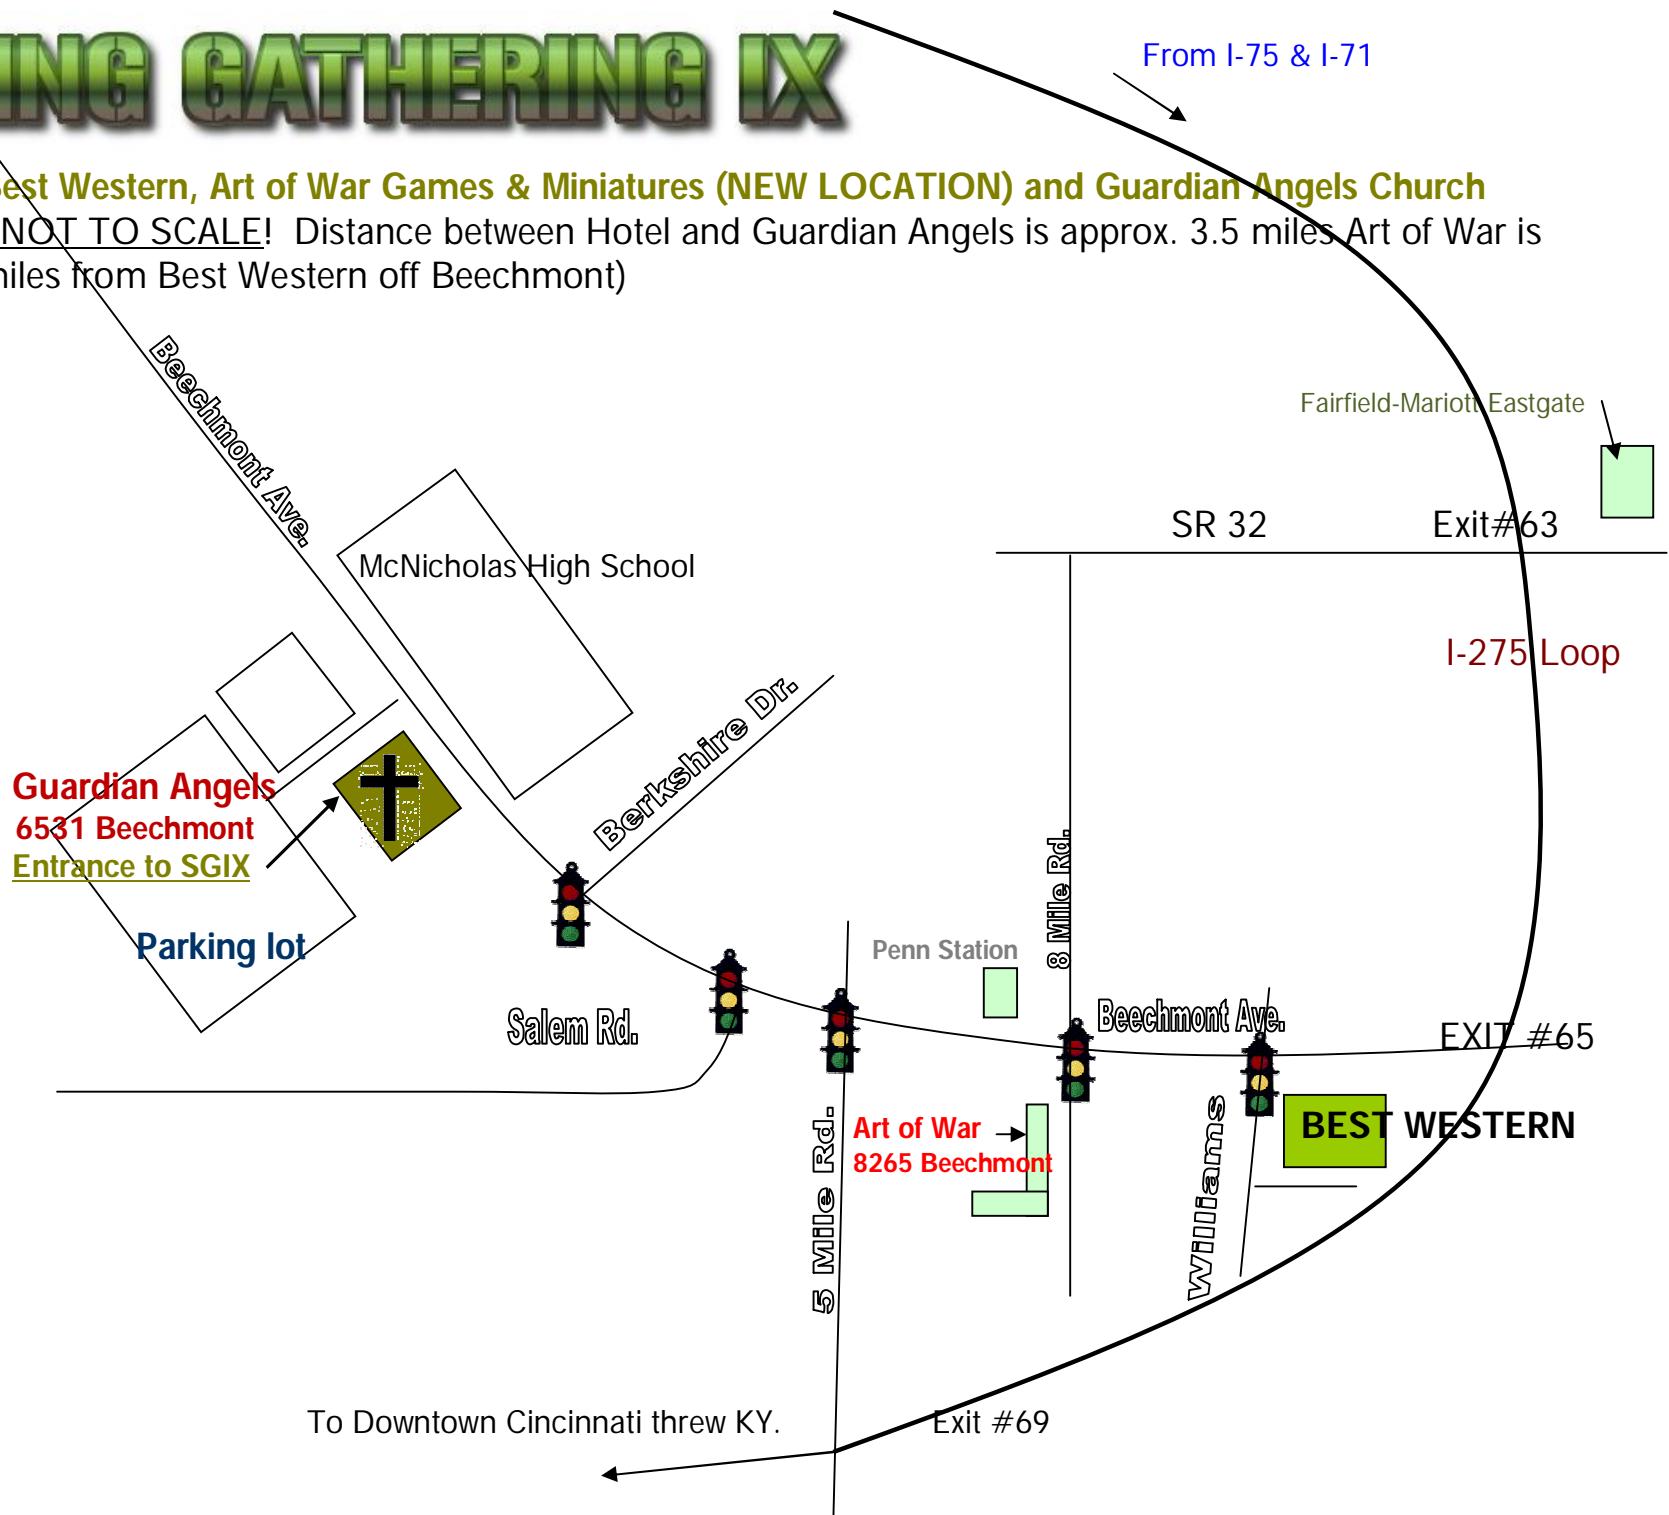 ING GATHERING IX
From I-75 & I-71
Best Western, Art of War Games & Miniatures (NEW LOCATION) and Guardian Angels Church
NOT TO SCALE! Distance between Hotel and Guardian Angels is approx. 3.5 miles Art of War is
miles from Best Western off Beechmont)
Beechmont Ave.
Fairfield-Mariott Eastgate
SR 32
Exit#63
McNicholas High School
I-275 Loop
Berkshire Dr.
Guardian Angels
6531 Beechmont
Entrance to SGIX
Parking lot
8 Mile Rd.
Penn Station
Salem Rd.
Beechmont Ave.
EXIT #65
5 Mile Rd.
Art of War
8265 Beechmont
Williams
BEST WESTERN
To Downtown Cincinnati threw KY.
Exit #69